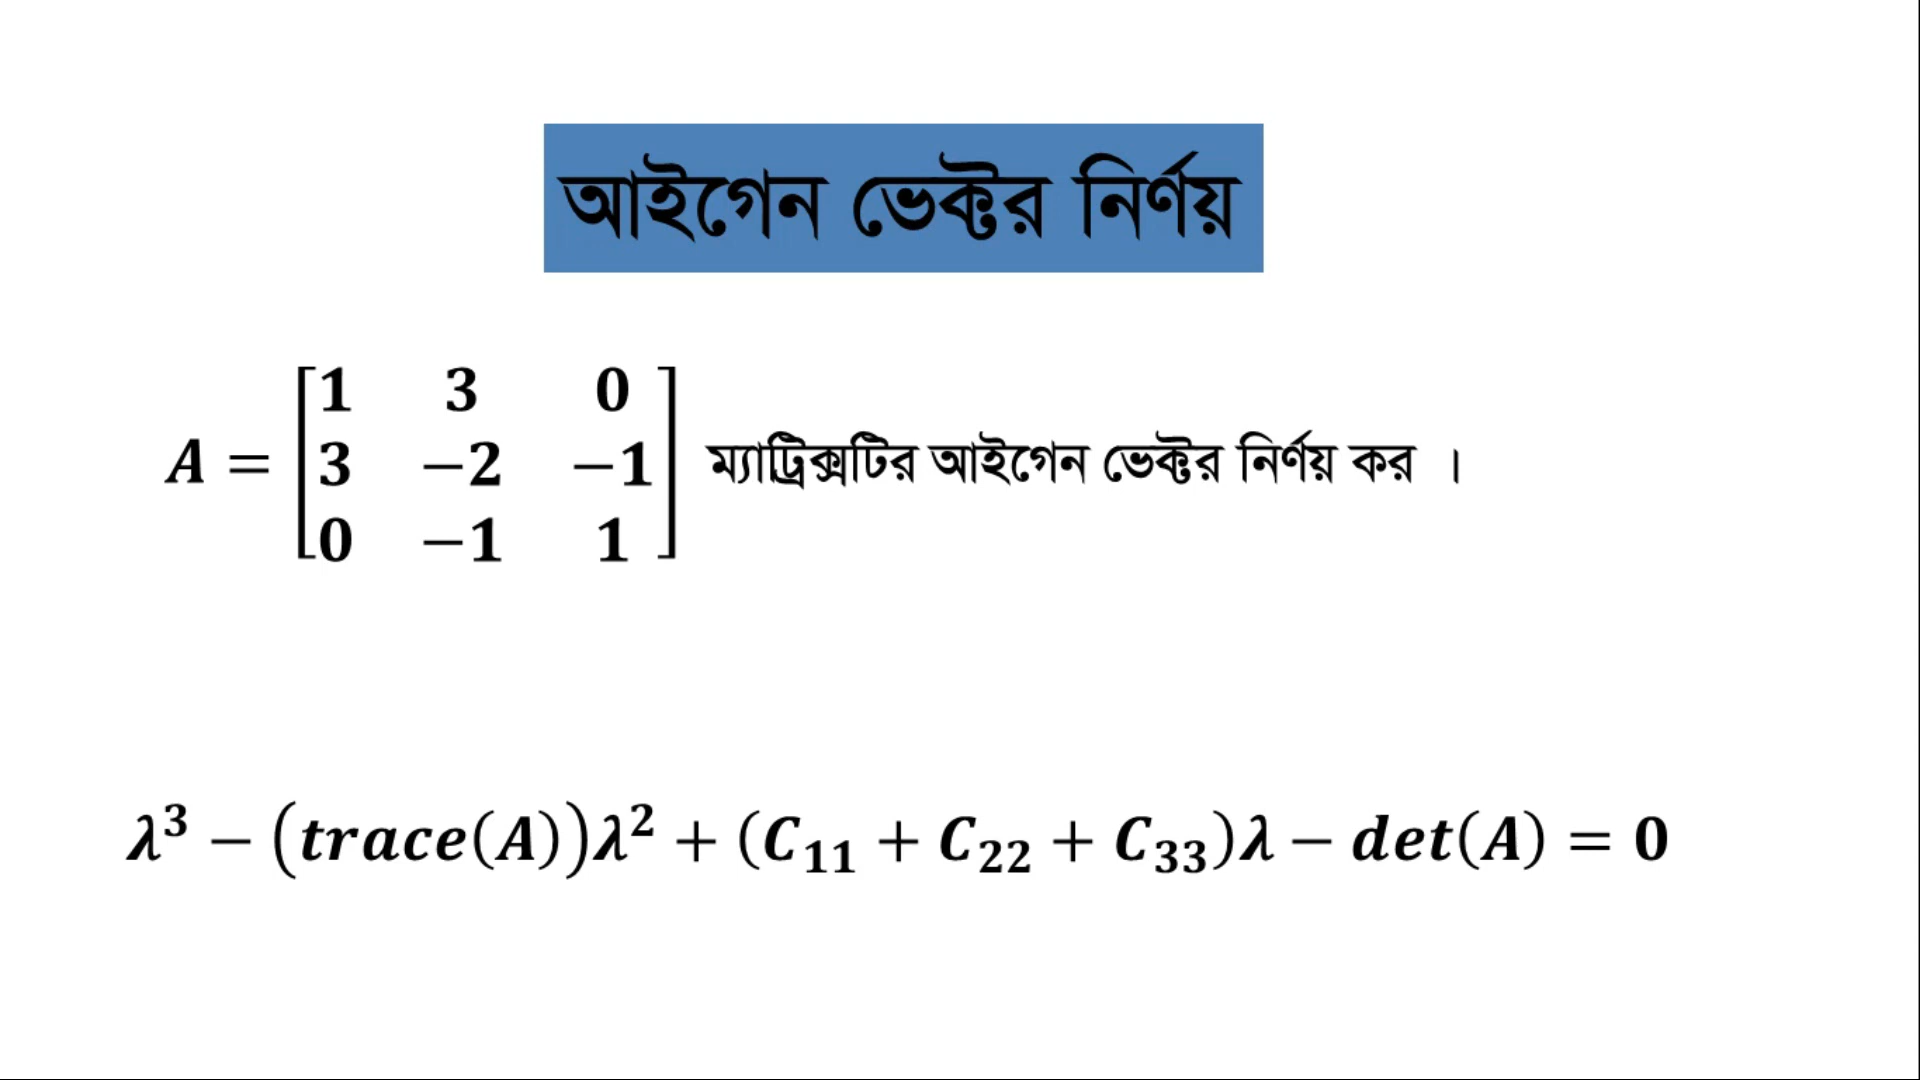 আইগেন ভেক্টর নির্ণয়
A = [1 3 0
3 −2 −1
0 −1 1] ম্যাট্রিক্সটির আইগেন ভেক্টর নির্ণয় কর ।
λ³ − (trace(A))λ² + (C₁₁ + C₂₂ + C₃₃)λ − det(A) = 0